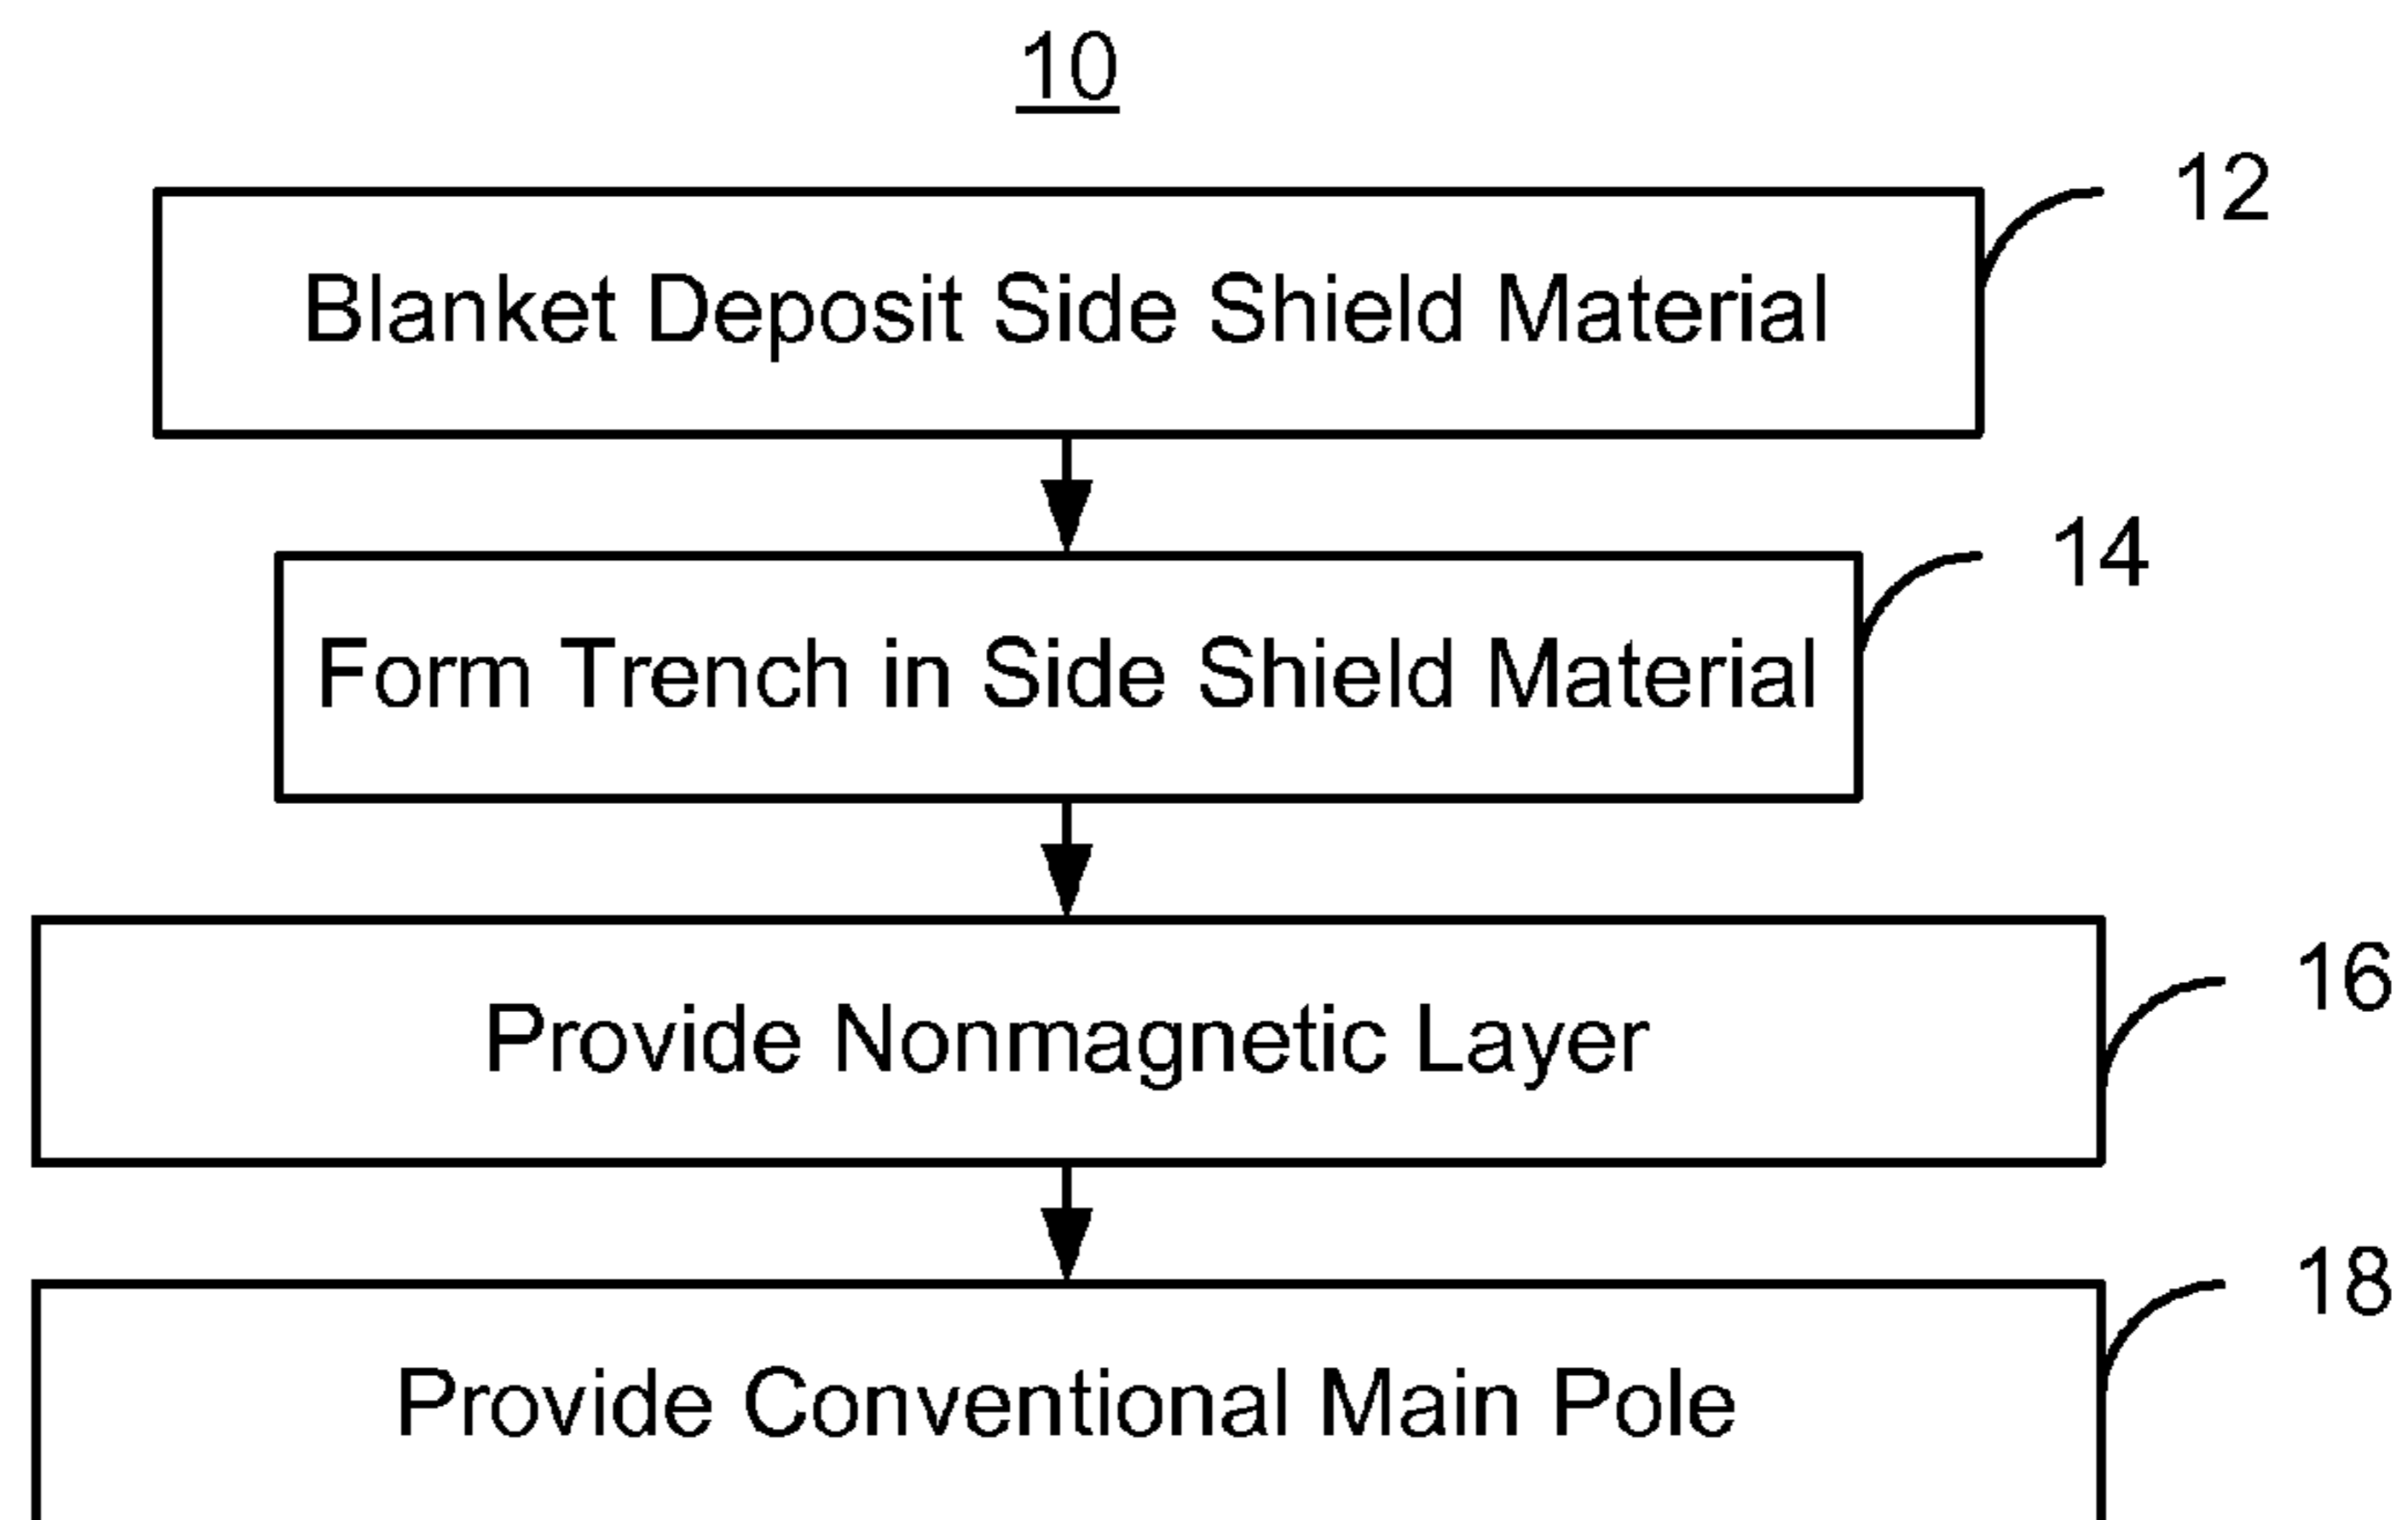 10
12
Blanket Deposit Side Shield Material
14
Form Trench in Side Shield Material
16
Provide Nonmagnetic Layer
18
Provide Conventional Main Pole